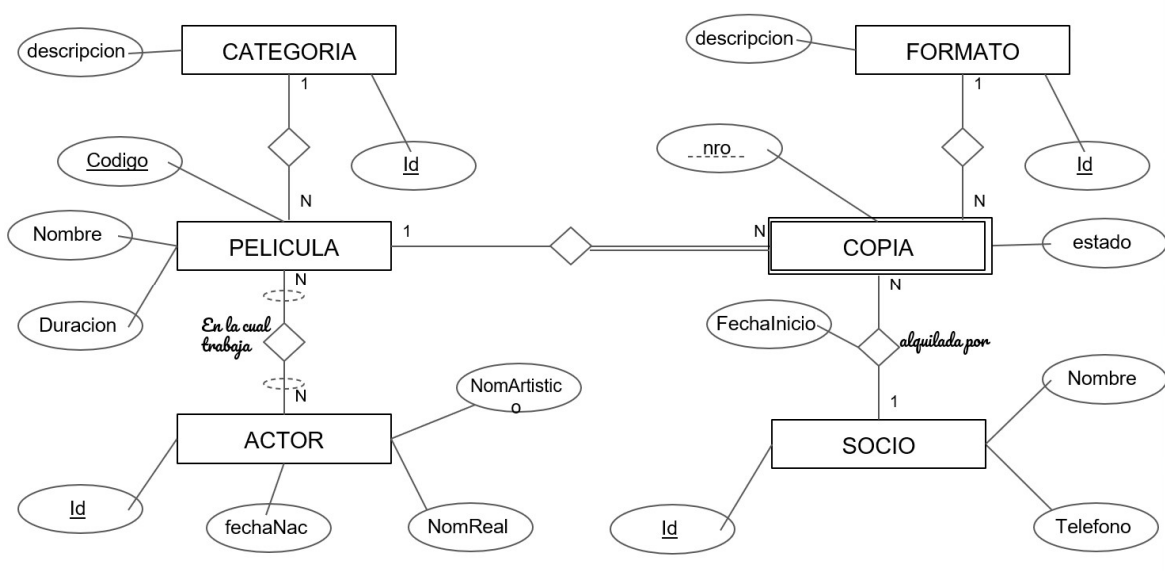 descripcion
CATEGORIA
descripcion
FORMATO
1
1
Codigo
Id
nro
Id
N
N
Nombre
PELICULA
1
N
COPIA
estado
N
N
Duracion
En la cual
trabaja
FechaInicio
alquilada por
N
NomArtistic
o
1
Nombre
ACTOR
SOCIO
Id
fechaNac
NomReal
Id
Telefono